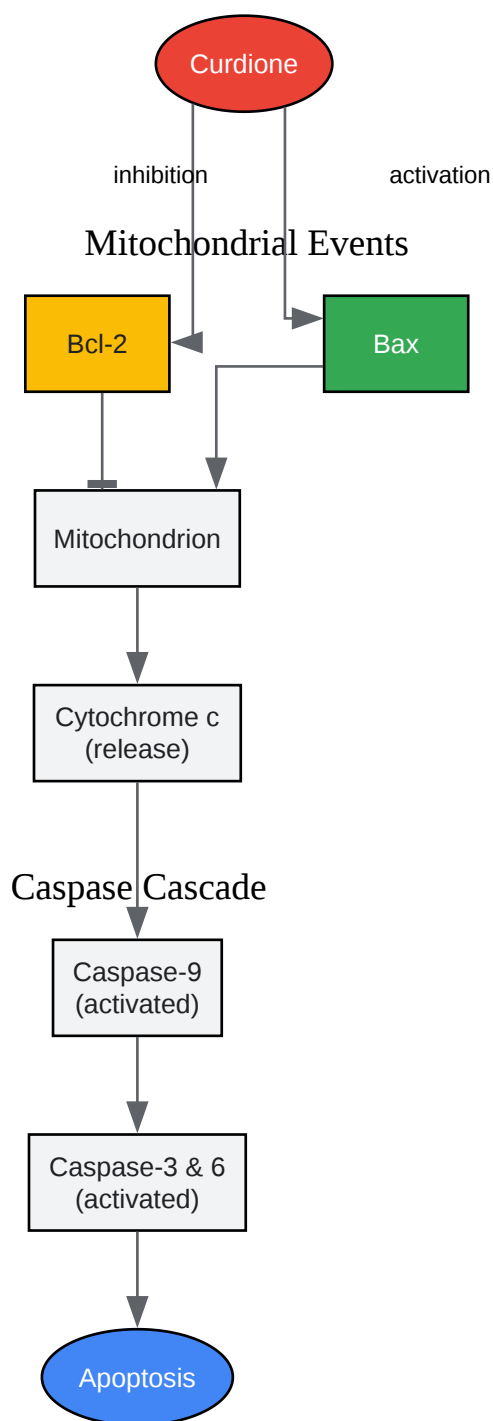 Curdione
inhibition
activation
Mitochondrial Events
Bcl-2
Bax
Mitochondrion
Cytochrome c
(release)
Caspase Cascade
Caspase-9
(activated)
Caspase-3 & 6
(activated)
Apoptosis